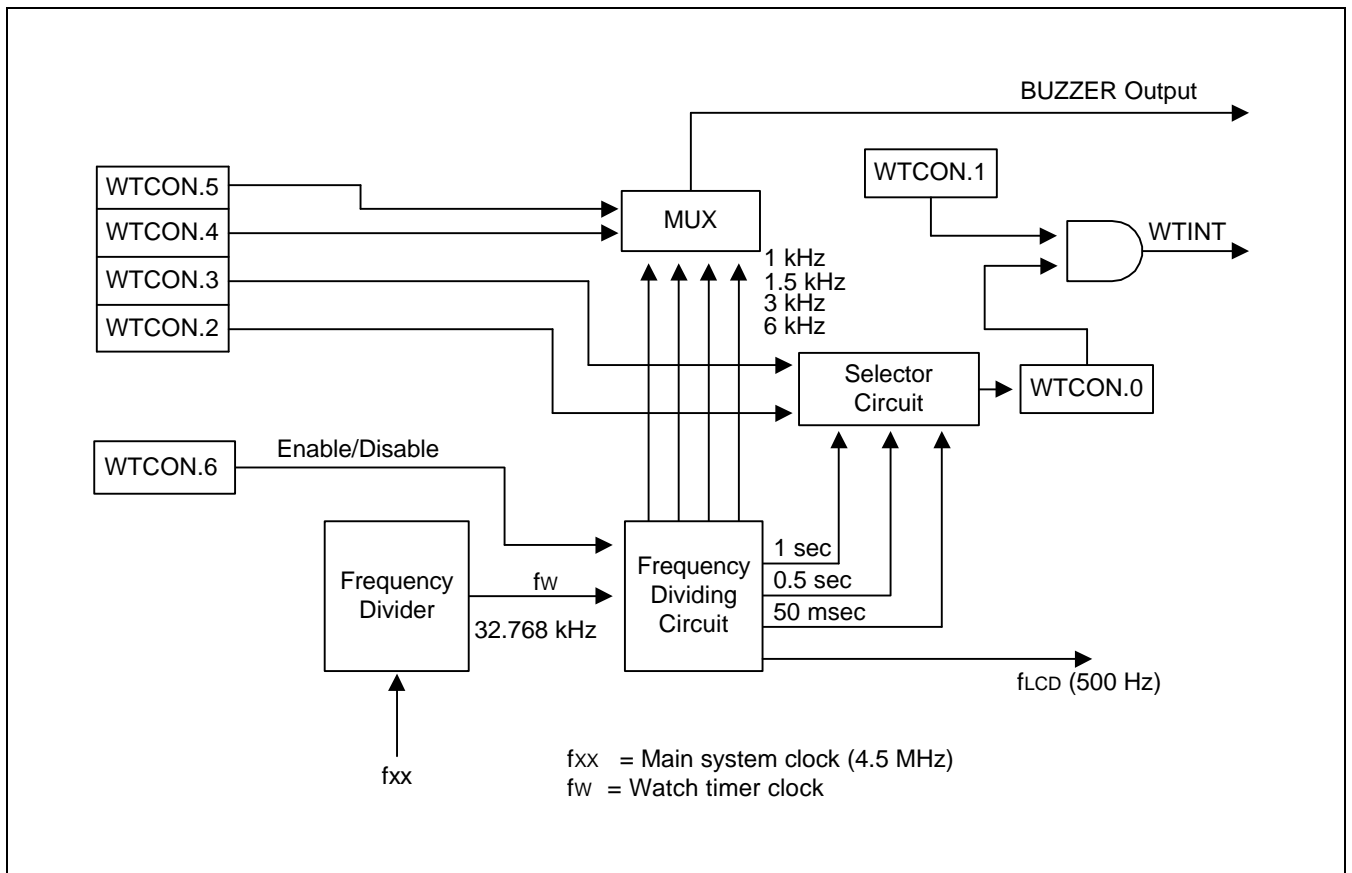 BUZZER Output
WTCON.5
WTCON.4
WTCON.3
WTCON.2
MUX
1 kHz
1.5 kHz
3 kHz
6 kHz
WTCON.1
WTINT
Selector
Circuit
WTCON.0
WTCON.6
Enable/Disable
Frequency
Divider
fw
32.768 kHz
Frequency
Dividing
Circuit
1 sec
0.5 sec
50 msec
fLCD (500 Hz)
fxx
fxx = Main system clock (4.5 MHz)
fw = Watch timer clock